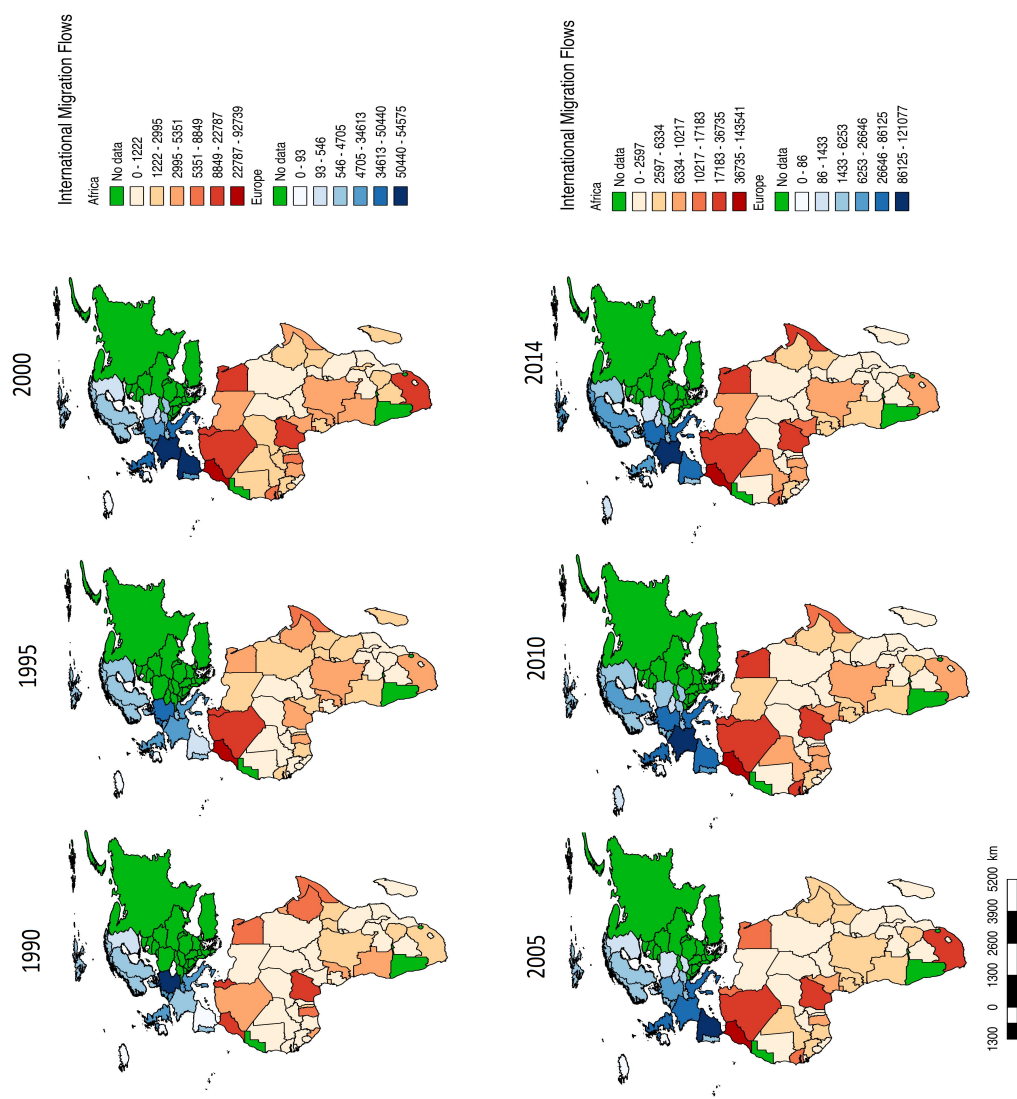 1990
1995
2000
International Migration Flows
Africa
No data
0 - 1222
1222 - 2995
2995 - 5351
5351 - 8849
8849 - 22787
22787 - 92739
Europe
No data
0 - 93
93 - 546
546 - 4705
4705 - 34613
34613 - 50440
50440 - 54575
2005
2010
2014
International Migration Flows
Africa
No data
0 - 2597
2597 - 6334
6334 - 10217
10217 - 17183
17183 - 36735
36735 - 143541
Europe
No data
0 - 86
86 - 1433
1433 - 6253
6253 - 26646
26646 - 86125
86125 - 121077
1300 0 1300 2600 3900 5200 km